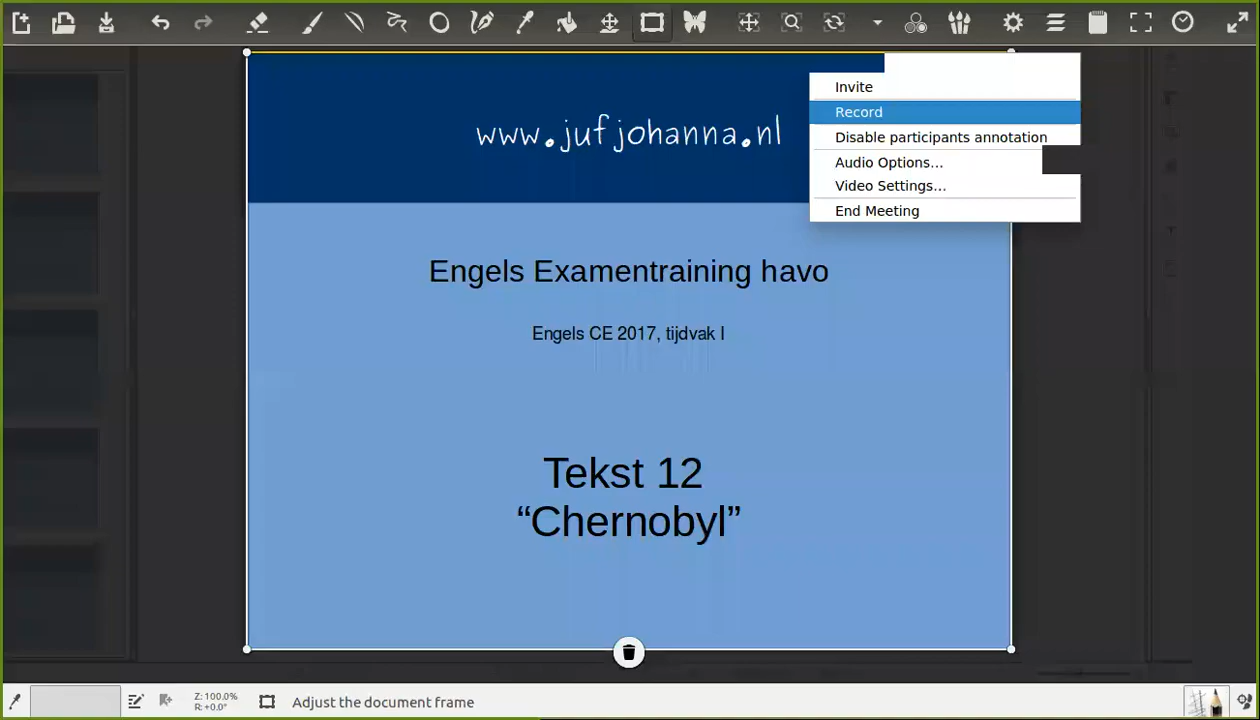 www.jufjohanna.nl
Invite
Record
Disable participants annotation
Audio Options...
Video Settings...
End Meeting
Engels Examentraining havo
Engels CE 2017, tijdvak I
Tekst 12
“Chernobyl”
Z: 100.0%
R: +0.0°
Adjust the document frame